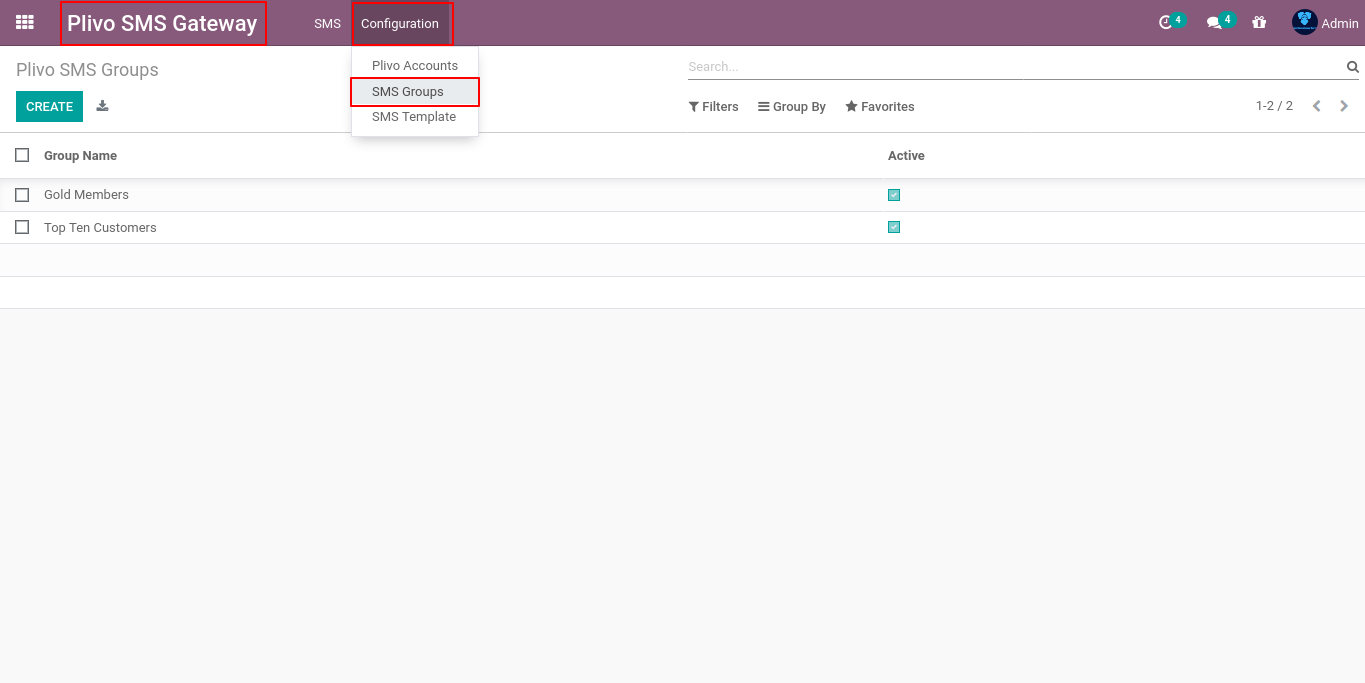 Plivo SMS Gateway SMS Configuration 4 4 Admin
Plivo Accounts
SMS Groups
SMS Template
Plivo SMS Groups
Search...
CREATE
Filters Group By Favorites 1-2 / 2
Group Name Active
Gold Members
Top Ten Customers